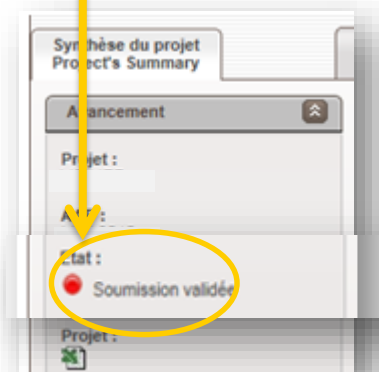 Synthèse du projet
Project's Summary
Avancement
Projet :
Etat :
Soumission validée
Projet :